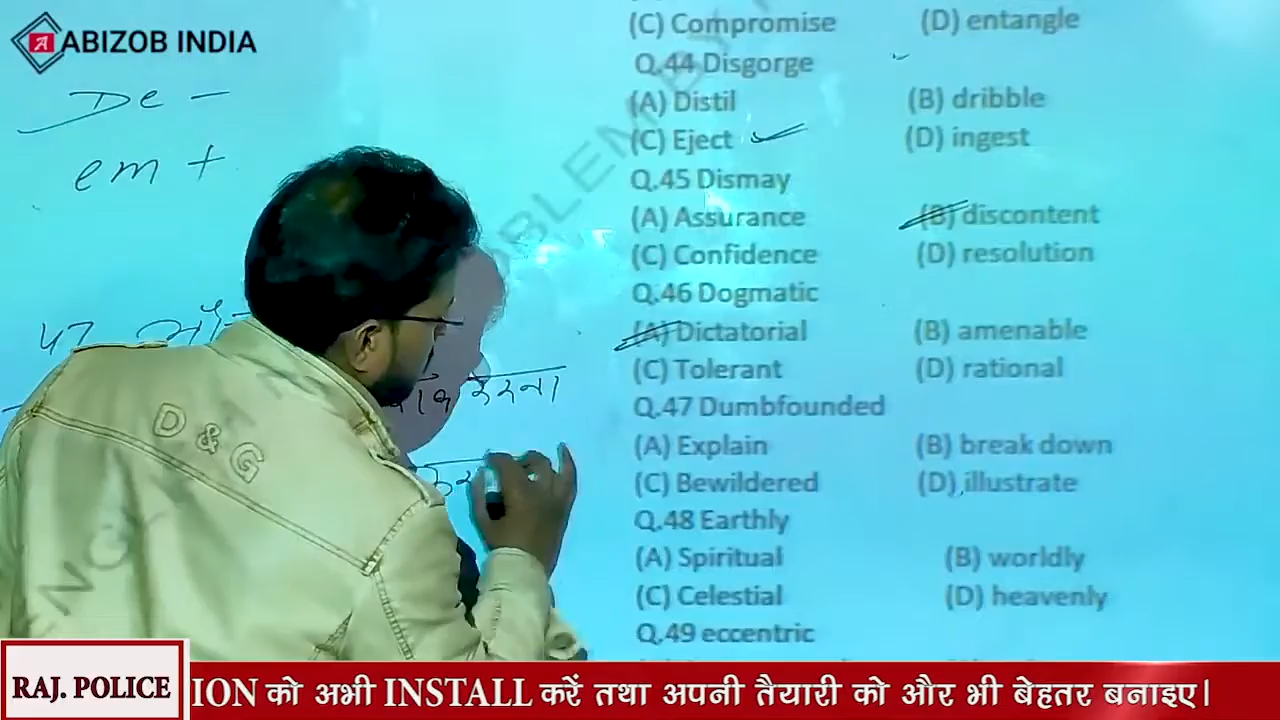 ABIZOB INDIA
De -
em +
(C) Compromise (D) entangle
Q.44 Disgorge
(A) Distil (B) dribble
(C) Eject (D) ingest
Q.45 Dismay
(A) Assurance (B) discontent
(C) Confidence (D) resolution
Q.46 Dogmatic
(A) Dictatorial (B) amenable
(C) Tolerant (D) rational
Q.47 Dumbfounded
(A) Explain (B) break down
(C) Bewildered (D) illustrate
Q.48 Earthly
(A) Spiritual (B) worldly
(C) Celestial (D) heavenly
Q.49 eccentric
D & G
RAJ. POLICE
ION को अभी INSTALL करें तथा अपनी तैयारी को और भी बेहतर बनाइए।